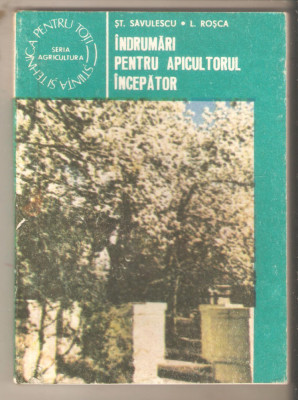 ȘT. SAVULESCU • L. ROȘCA
ÎNDRUMĂRI
PENTRU APICULTORUL
ÎNCEPĂTOR
ȘTIINȚA ȘI TEHNICA PENTRU TOȚI
SERIA
AGRICULTURA